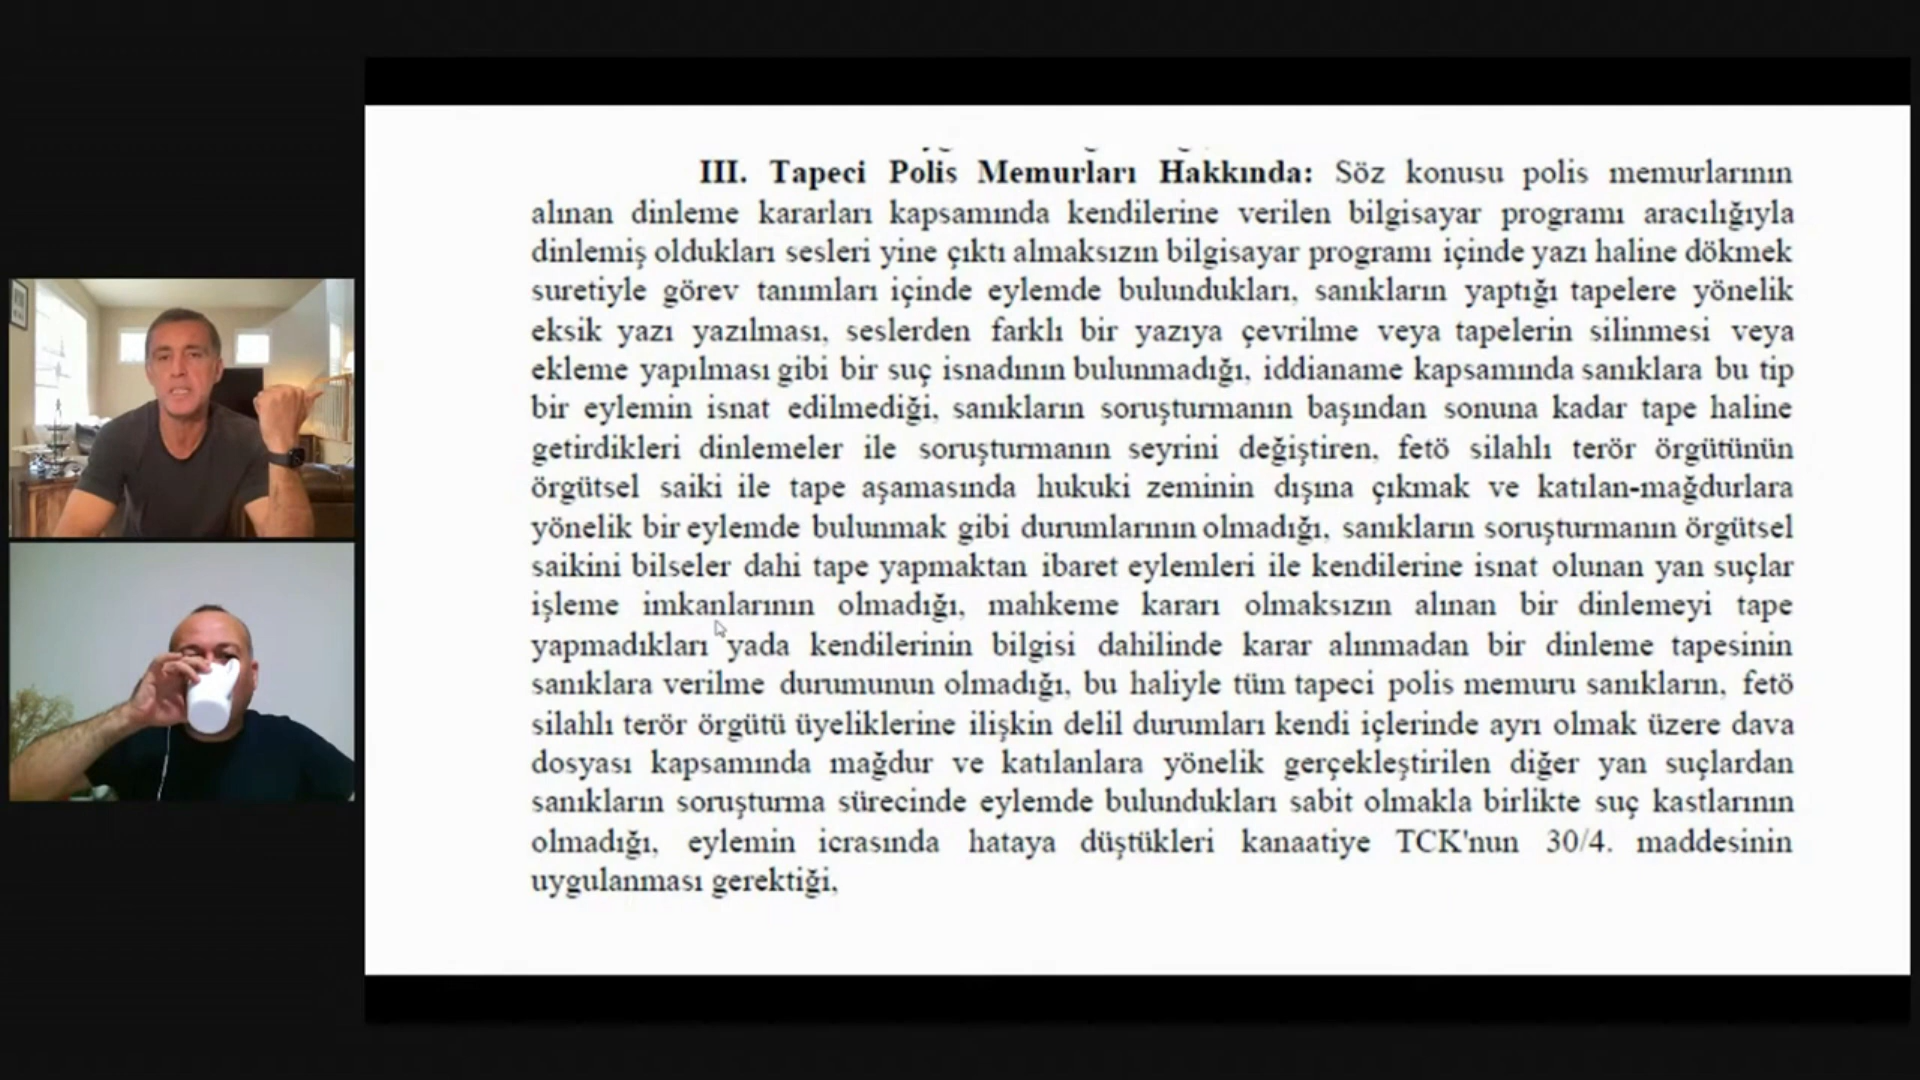 III. Tapeci Polis Memurları Hakkında: Söz konusu polis memurlarının
alınan dinleme kararları kapsamında kendilerine verilen bilgisayar programı aracılığıyla
dinlemiş oldukları sesleri yine çıktı almaksızın bilgisayar programı içinde yazı haline dökmek
suretiyle görev tanımları içinde eylemde bulundukları, sanıkların yaptığı tapelere yönelik
eksik yazı yazılması, seslerden farklı bir yazıya çevrilme veya tapelerin silinmesi veya
ekleme yapılması gibi bir suç isnadının bulunmadığı, iddianame kapsamında sanıklara bu tip
bir eylemin isnat edilmediği, sanıkların soruşturmanın başından sonuna kadar tape haline
getirdikleri dinlemeler ile soruşturmanın seyrini değiştiren, fetö silahlı terör örgütünün
örgütsel saiki ile tape aşamasında hukuki zeminin dışına çıkmak ve katılan-mağdurlara
yönelik bir eylemde bulunmak gibi durumlarının olmadığı, sanıkların soruşturmanın örgütsel
saikini bilseler dahi tape yapmaktan ibaret eylemleri ile kendilerine isnat olunan yan suçlar
işleme imkanlarının olmadığı, mahkeme kararı olmaksızın alınan bir dinlemeyi tape
yapmadıkları yada kendilerinin bilgisi dahilinde karar alınmadan bir dinleme tapesinin
sanıklara verilme durumunun olmadığı, bu haliyle tüm tapeci polis memuru sanıkların, fetö
silahlı terör örgütü üyeliklerine ilişkin delil durumları kendi içlerinde ayrı olmak üzere dava
dosyası kapsamında mağdur ve katılanlara yönelik gerçekleştirilen diğer yan suçlardan
sanıkların soruşturma sürecinde eylemde bulundukları sabit olmakla birlikte suç kastlarının
olmadığı, eylemin icrasında hataya düştükleri kanaatiye TCK'nun 30/4. maddesinin
uygulanması gerektiği,